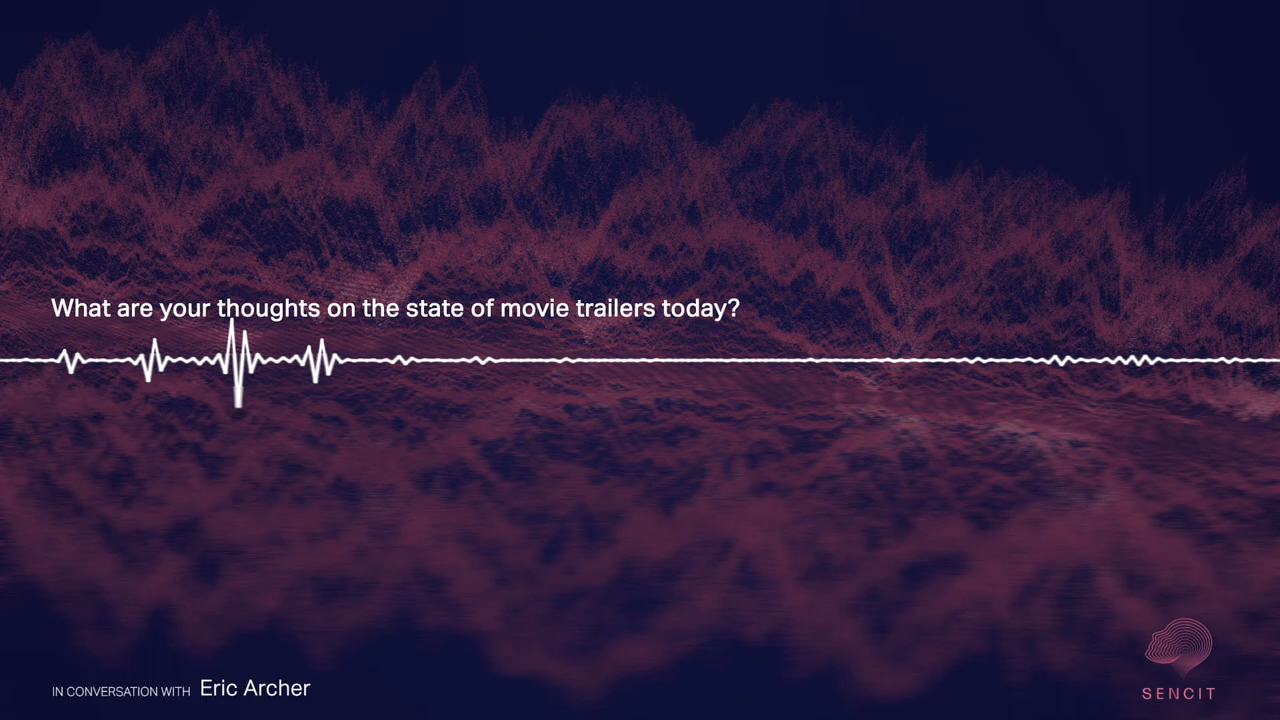 What are your thoughts on the state of movie trailers today?
IN CONVERSATION WITH Eric Archer
SENCIT